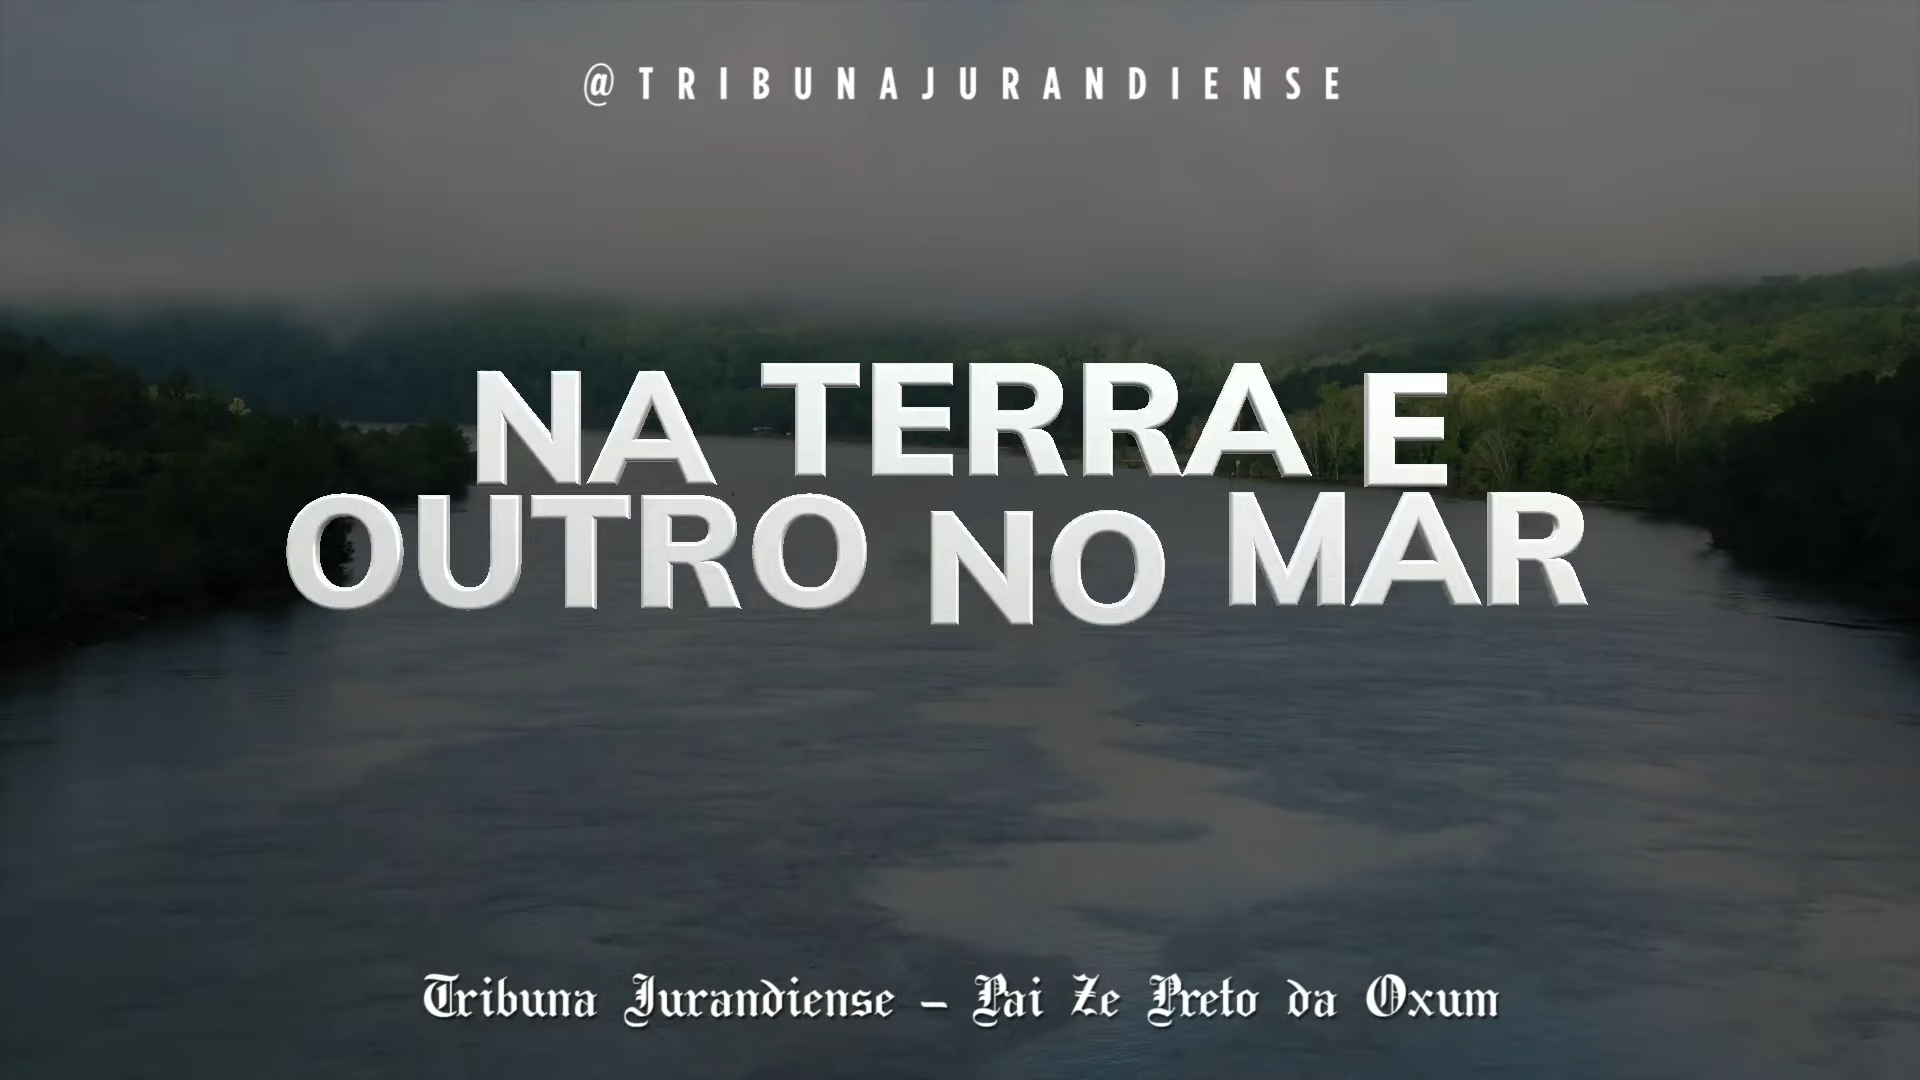 @TRIBUNAJURANDIENSE
NA TERRA E
OUTRO NO MAR
Tribuna Jurandiense - Pai Ze Preto da Oxum